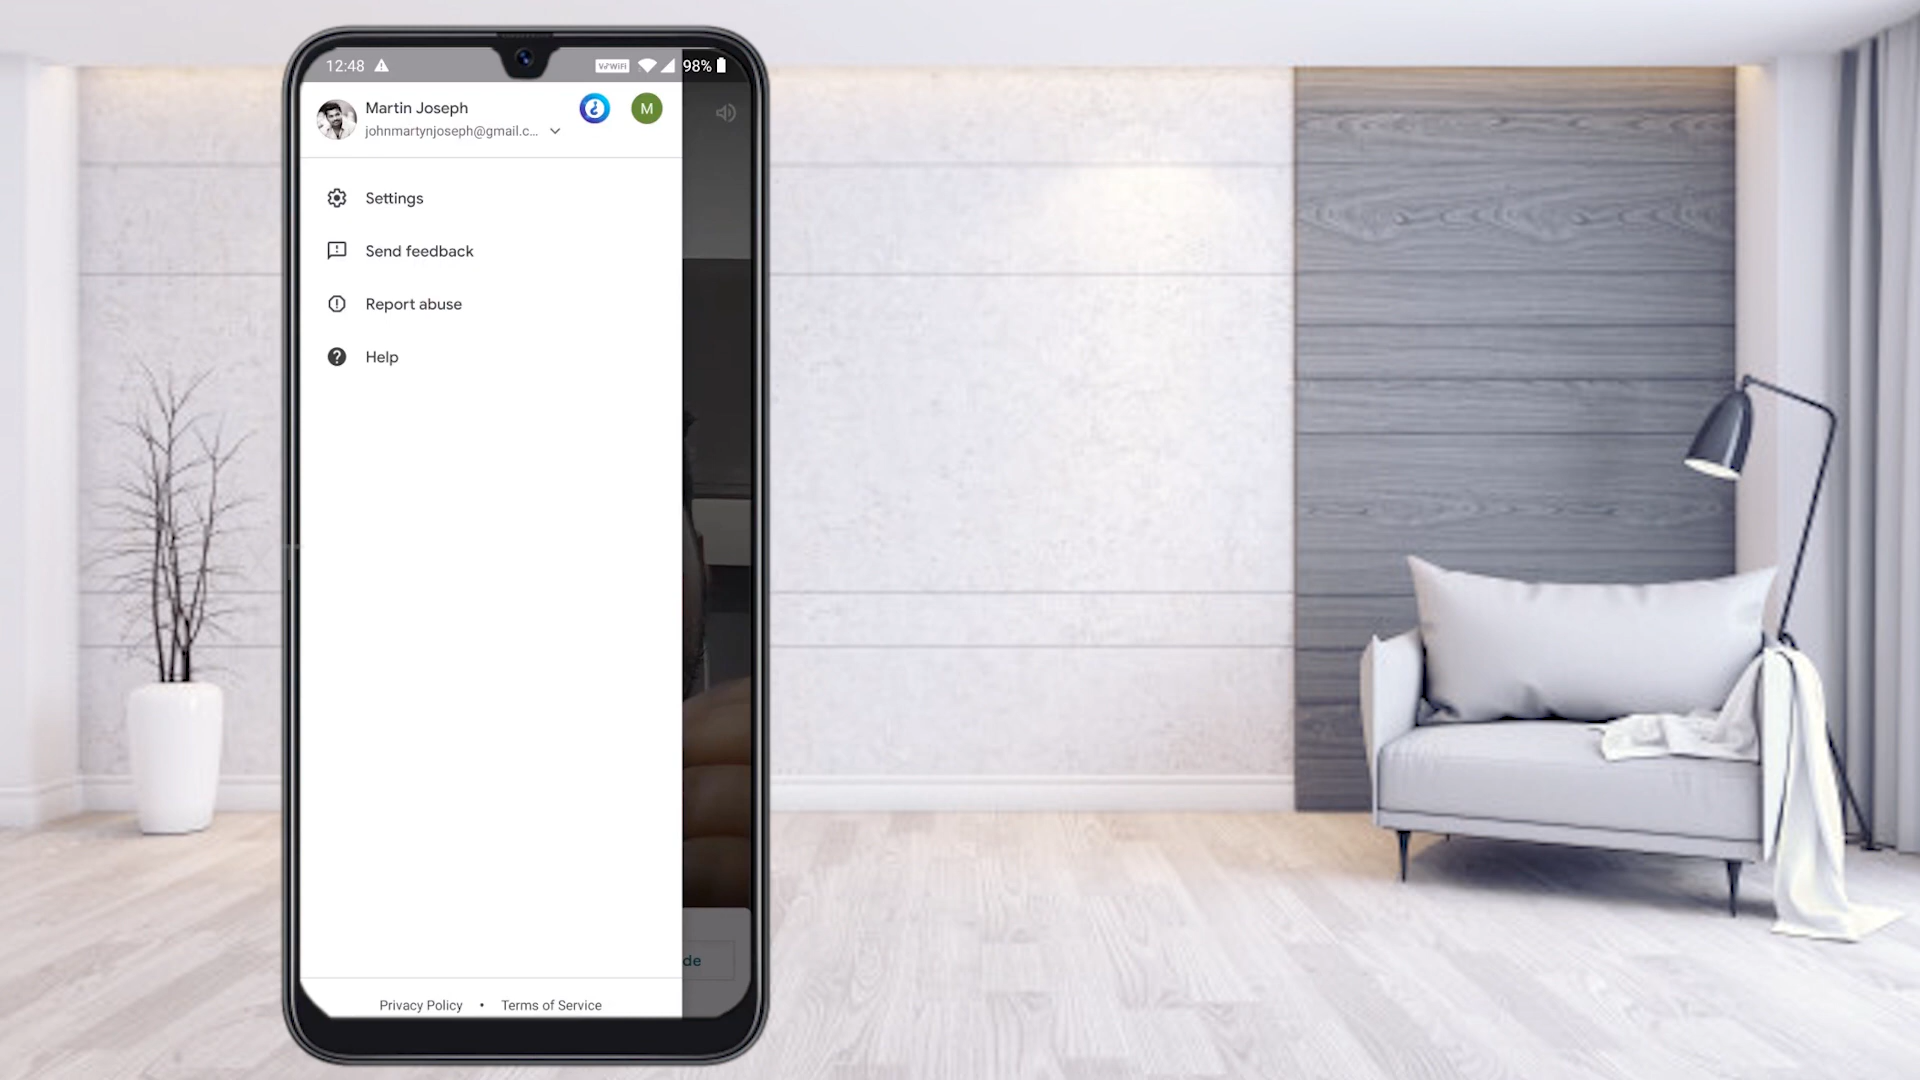 12:48
VoWiFi
98%
Martin Joseph
M
johnmartynjoseph@gmail.c...
Settings
Send feedback
Report abuse
Help
de
Privacy Policy • Terms of Service